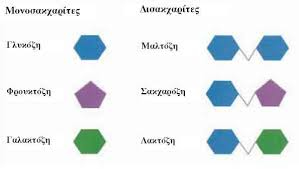 Μονοσακχαρίτες Δισακχαρίτες
Γλυκόζη Μαλτόζη
Φρουκτόζη Σακχαρόζη
Γαλακτόζη Λακτόζη